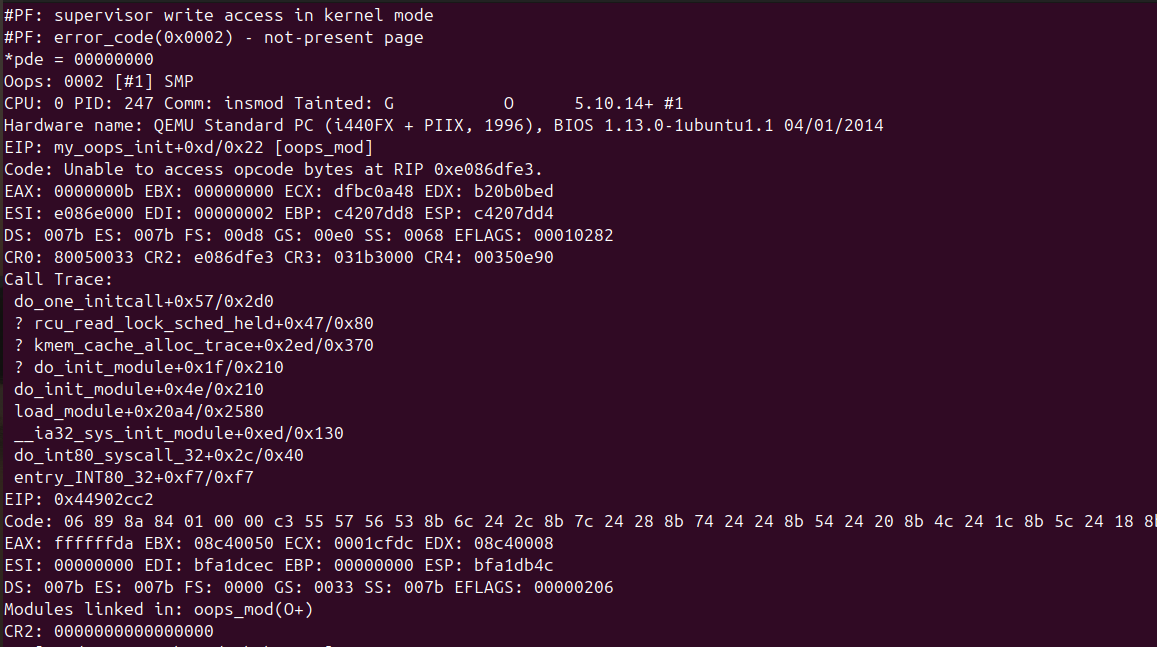 #PF: supervisor write access in kernel mode
#PF: error_code(0x0002) - not-present page
*pde = 00000000
Oops: 0002 [#1] SMP
CPU: 0 PID: 247 Comm: insmod Tainted: G           O      5.10.14+ #1
Hardware name: QEMU Standard PC (i440FX + PIIX, 1996), BIOS 1.13.0-1ubuntu1.1 04/01/2014
EIP: my_oops_init+0xd/0x22 [oops_mod]
Code: Unable to access opcode bytes at RIP 0xe086dfe3.
EAX: 0000000b EBX: 00000000 ECX: dfbc0a48 EDX: b20b0bed
ESI: e086e000 EDI: 00000002 EBP: c4207dd8 ESP: c4207dd4
DS: 007b ES: 007b FS: 00d8 GS: 00e0 SS: 0068 EFLAGS: 00010282
CR0: 80050033 CR2: e086dfe3 CR3: 031b3000 CR4: 00350e90
Call Trace:
 do_one_initcall+0x57/0x2d0
 ? rcu_read_lock_sched_held+0x47/0x80
 ? kmem_cache_alloc_trace+0x2ed/0x370
 ? do_init_module+0x1f/0x210
 do_init_module+0x4e/0x210
 load_module+0x20a4/0x2580
 __ia32_sys_init_module+0xed/0x130
 do_int80_syscall_32+0x2c/0x40
 entry_INT80_32+0xf7/0xf7
EIP: 0x44902cc2
Code: 06 89 8a 84 01 00 00 c3 55 57 56 53 8b 6c 24 2c 8b 7c 24 28 8b 74 24 24 8b 54 24 20 8b 4c 24 1c 8b 5c 24 18
EAX: ffffffda EBX: 08c40050 ECX: 0001cfdc EDX: 08c40008
ESI: 00000000 EDI: bfa1dcec EBP: 00000000 ESP: bfa1db4c
DS: 007b ES: 007b FS: 0000 GS: 0033 SS: 007b EFLAGS: 00000206
Modules linked in: oops_mod(O+)
CR2: 0000000000000000